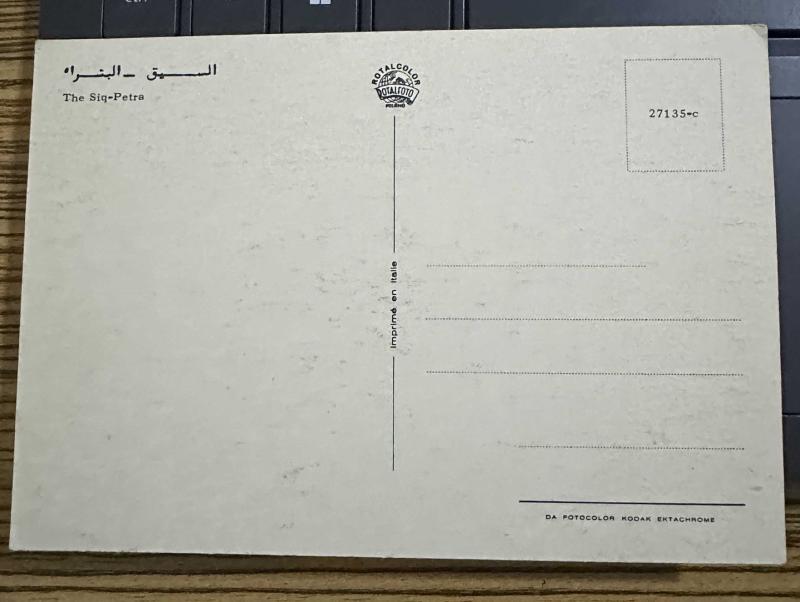 السيق - البتراء
The Siq-Petra
ROTALCOLOR
ROTALFOTO
MILANO
27135-c
Imprimé en Italie
DA FOTOCOLOR KODAK EKTACHROME